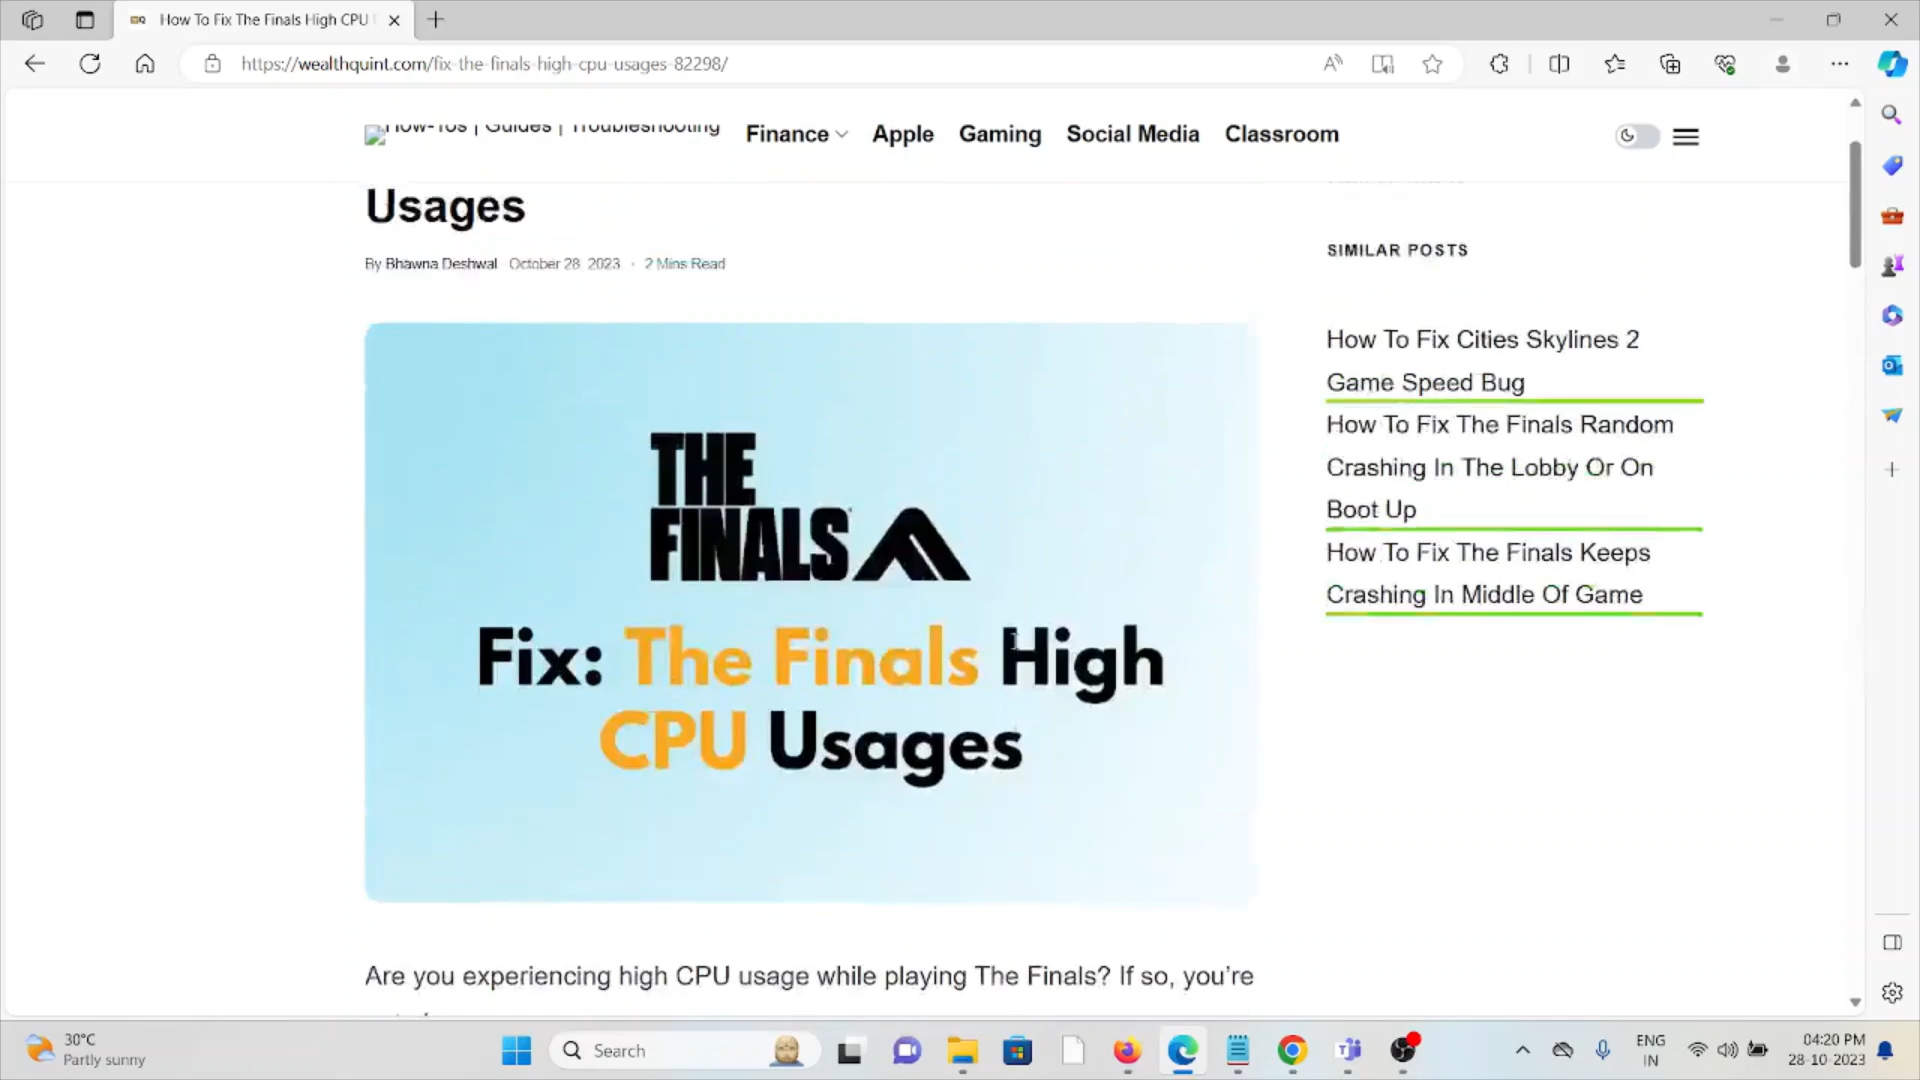 How To Fix The Finals High CPU
https://wealthquint.com/fix-the-finals-high-cpu-usages-82298/
How-Tos | Guides | Troubleshooting
Finance
Apple
Gaming
Social Media
Classroom
Usages
By Bhawna Deshwal October 28, 2023 · 2 Mins Read
THE
FINALS
Fix: The Finals High
CPU Usages
Are you experiencing high CPU usage while playing The Finals? If so, you're
SIMILAR POSTS
How To Fix Cities Skylines 2
Game Speed Bug
How To Fix The Finals Random
Crashing In The Lobby Or On
Boot Up
How To Fix The Finals Keeps
Crashing In Middle Of Game
30°C
Partly sunny
Search
ENG
IN
04:20 PM
28-10-2023